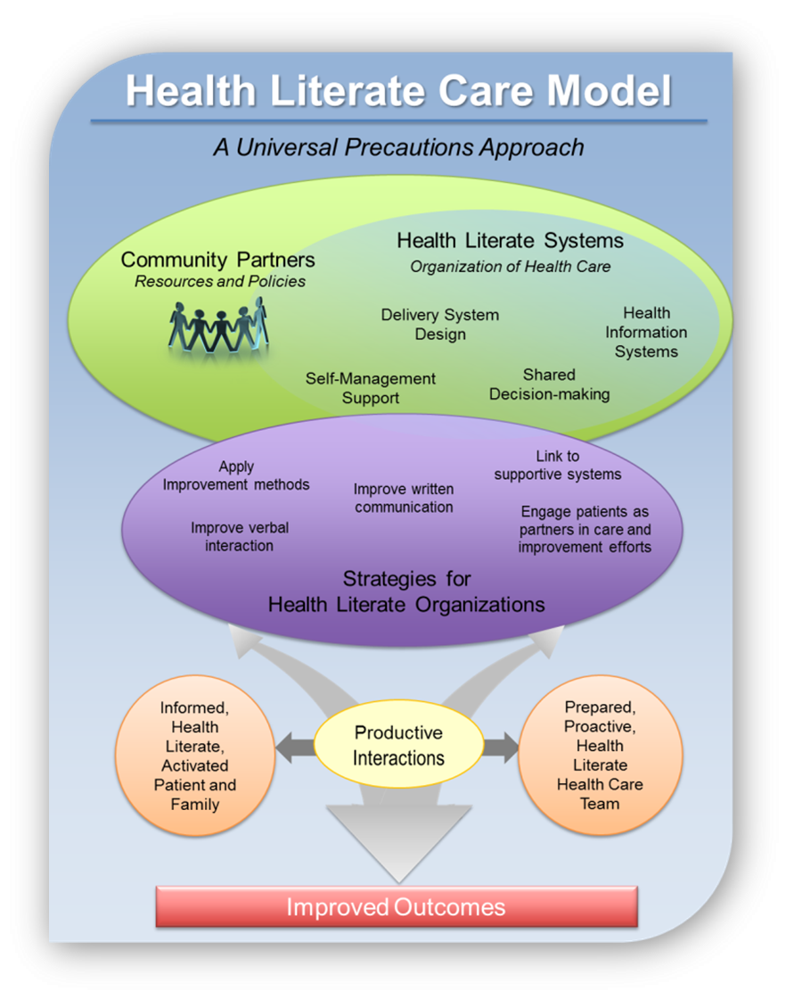 Health Literate Care Model
A Universal Precautions Approach
Community Partners
Resources and Policies
Health Literate Systems
Organization of Health Care
Delivery System
Design
Health
Information
Systems
Self-Management
Support
Shared
Decision-making
Apply
Improvement methods
Improve written
communication
Link to
supportive systems
Improve verbal
interaction
Engage patients as
partners in care and
improvement efforts
Strategies for
Health Literate Organizations
Informed,
Health
Literate,
Activated
Patient and
Family
Productive
Interactions
Prepared,
Proactive,
Health
Literate
Health Care
Team
Improved Outcomes